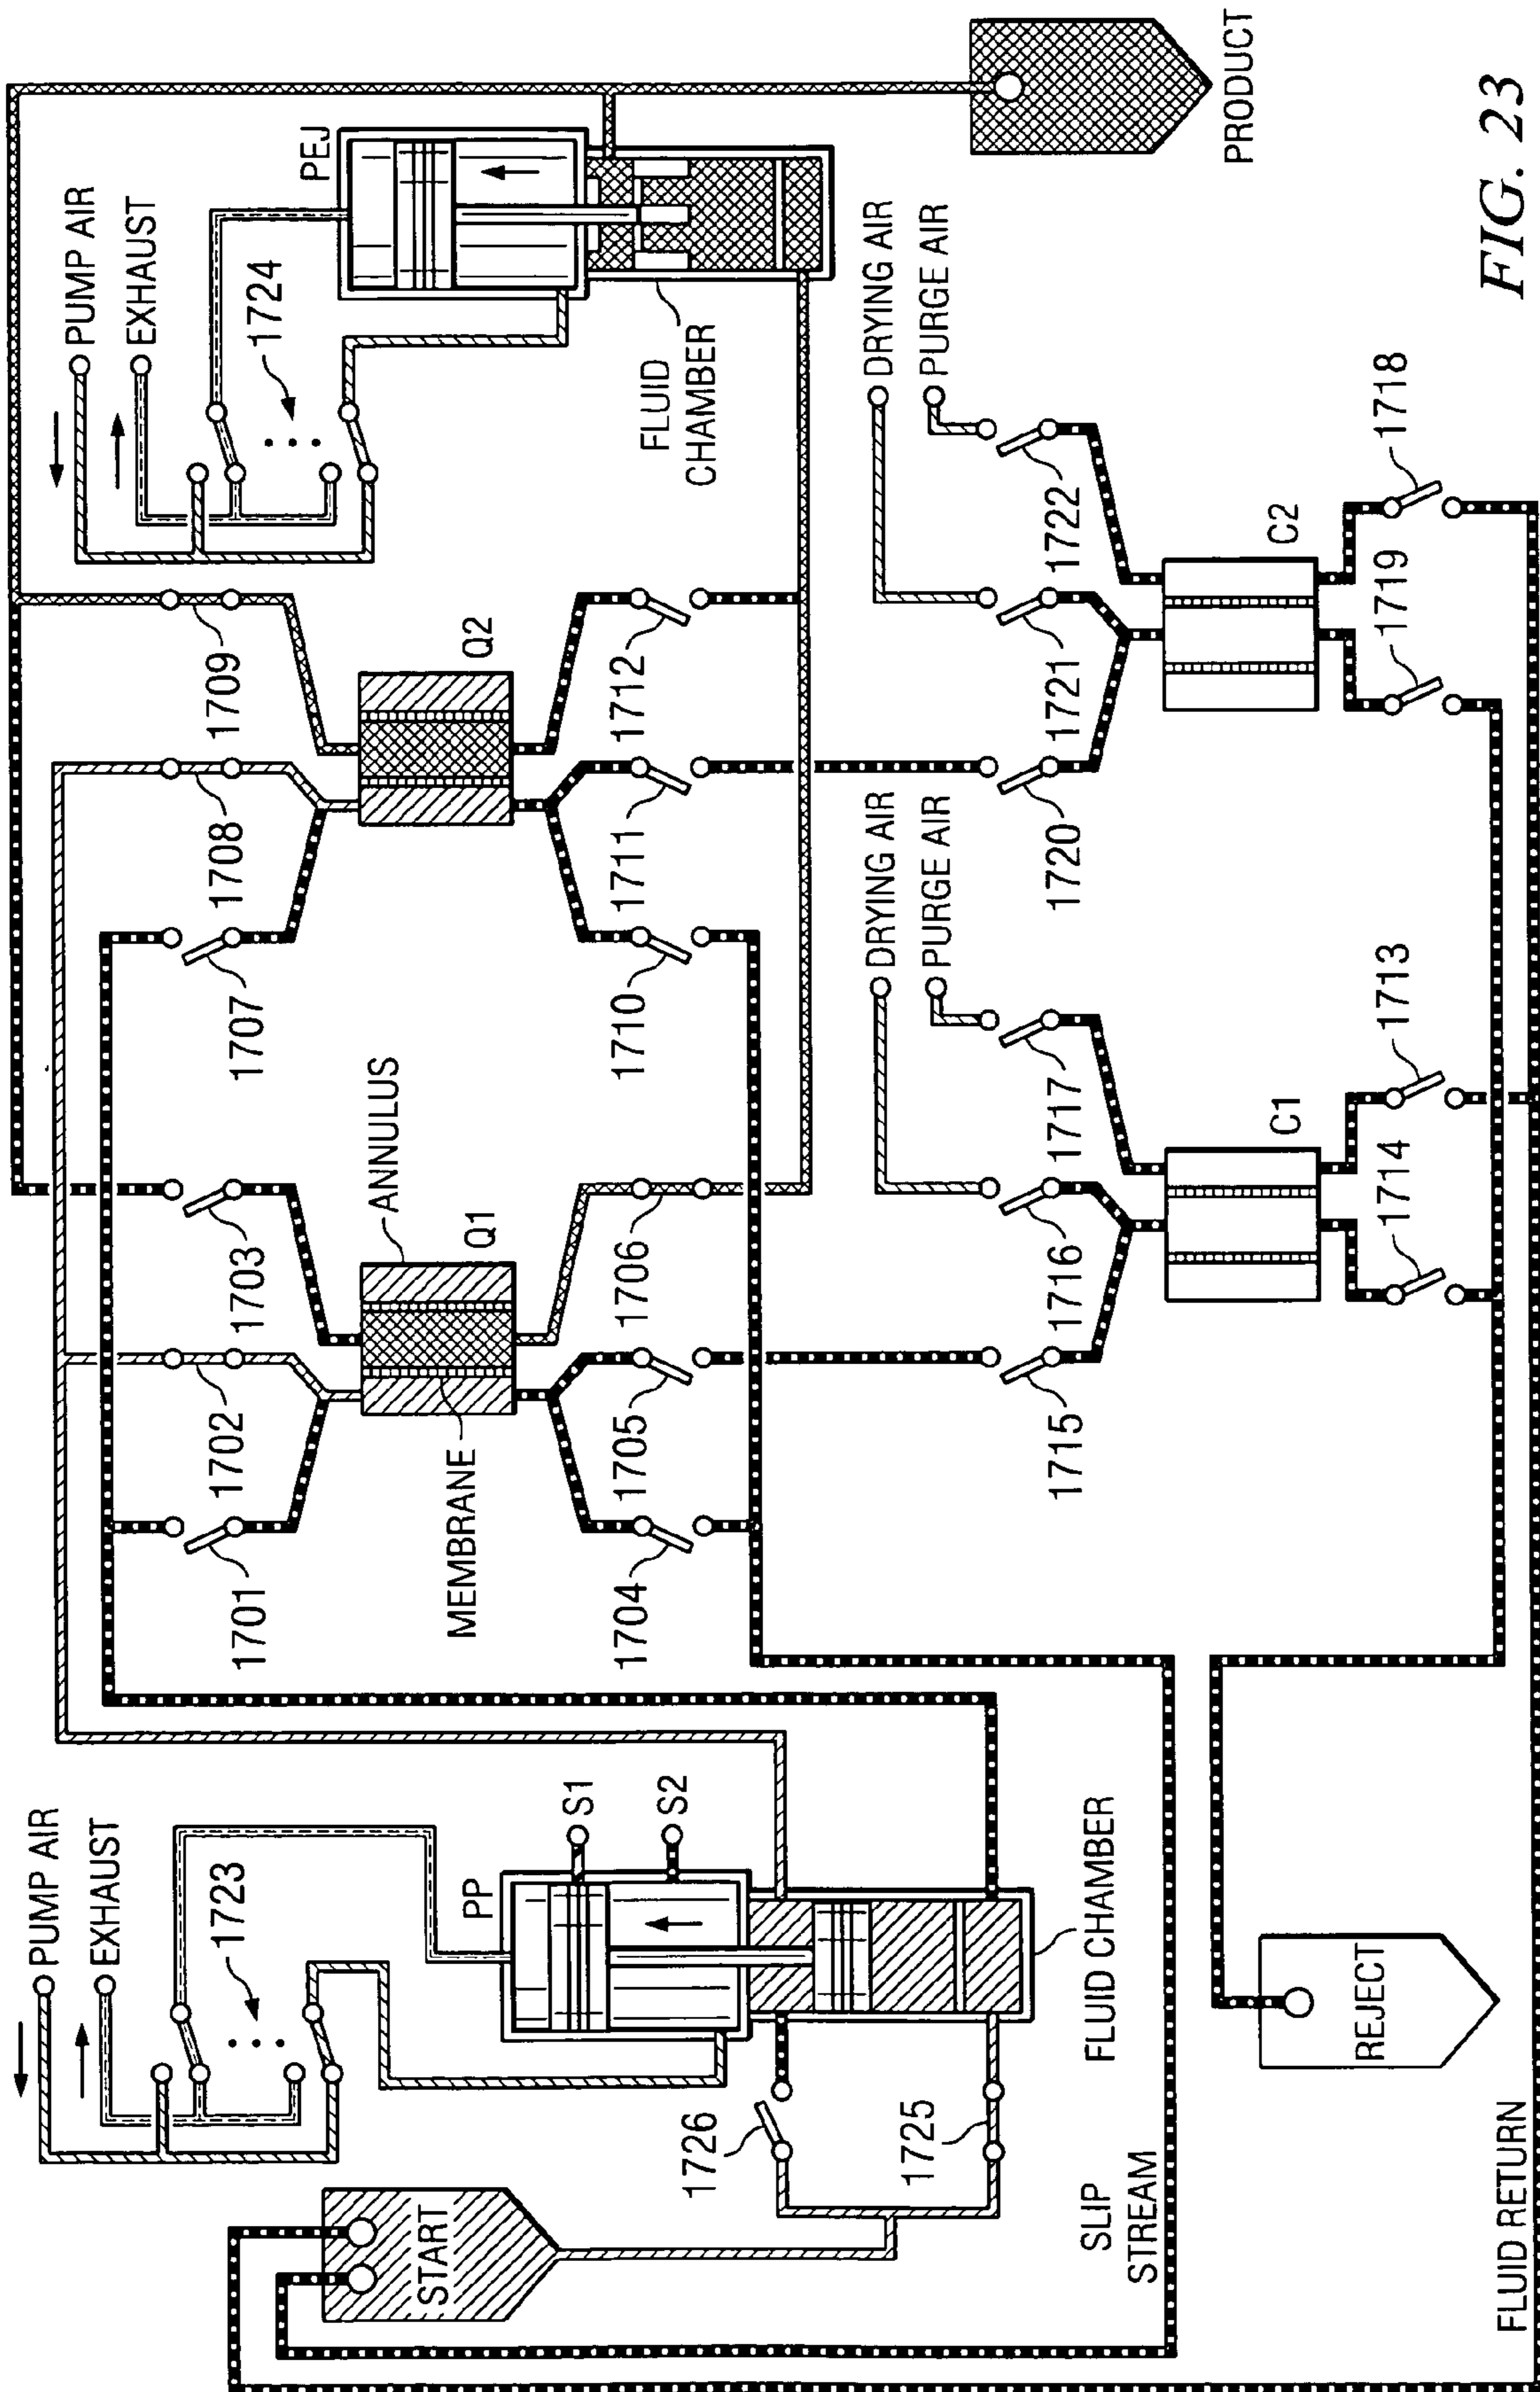 PUMP AIR
EXHAUST
1723
PP
S1
S2
START
1726
1725
FLUID CHAMBER
SLIP
STREAM
REJECT
FLUID RETURN
1701
1702
1703
ANNULUS
MEMBRANE
Q1
1704
1705
1706
1707
1708
1709
Q2
1710
1711
1712
PUMP AIR
EXHAUST
1724
PEJ
FLUID
CHAMBER
PRODUCT
DRYING AIR
PURGE AIR
1715
1716
1717
C1
1714
1713
DRYING AIR
PURGE AIR
1720
1721
1722
C2
1719
1718
FIG. 23